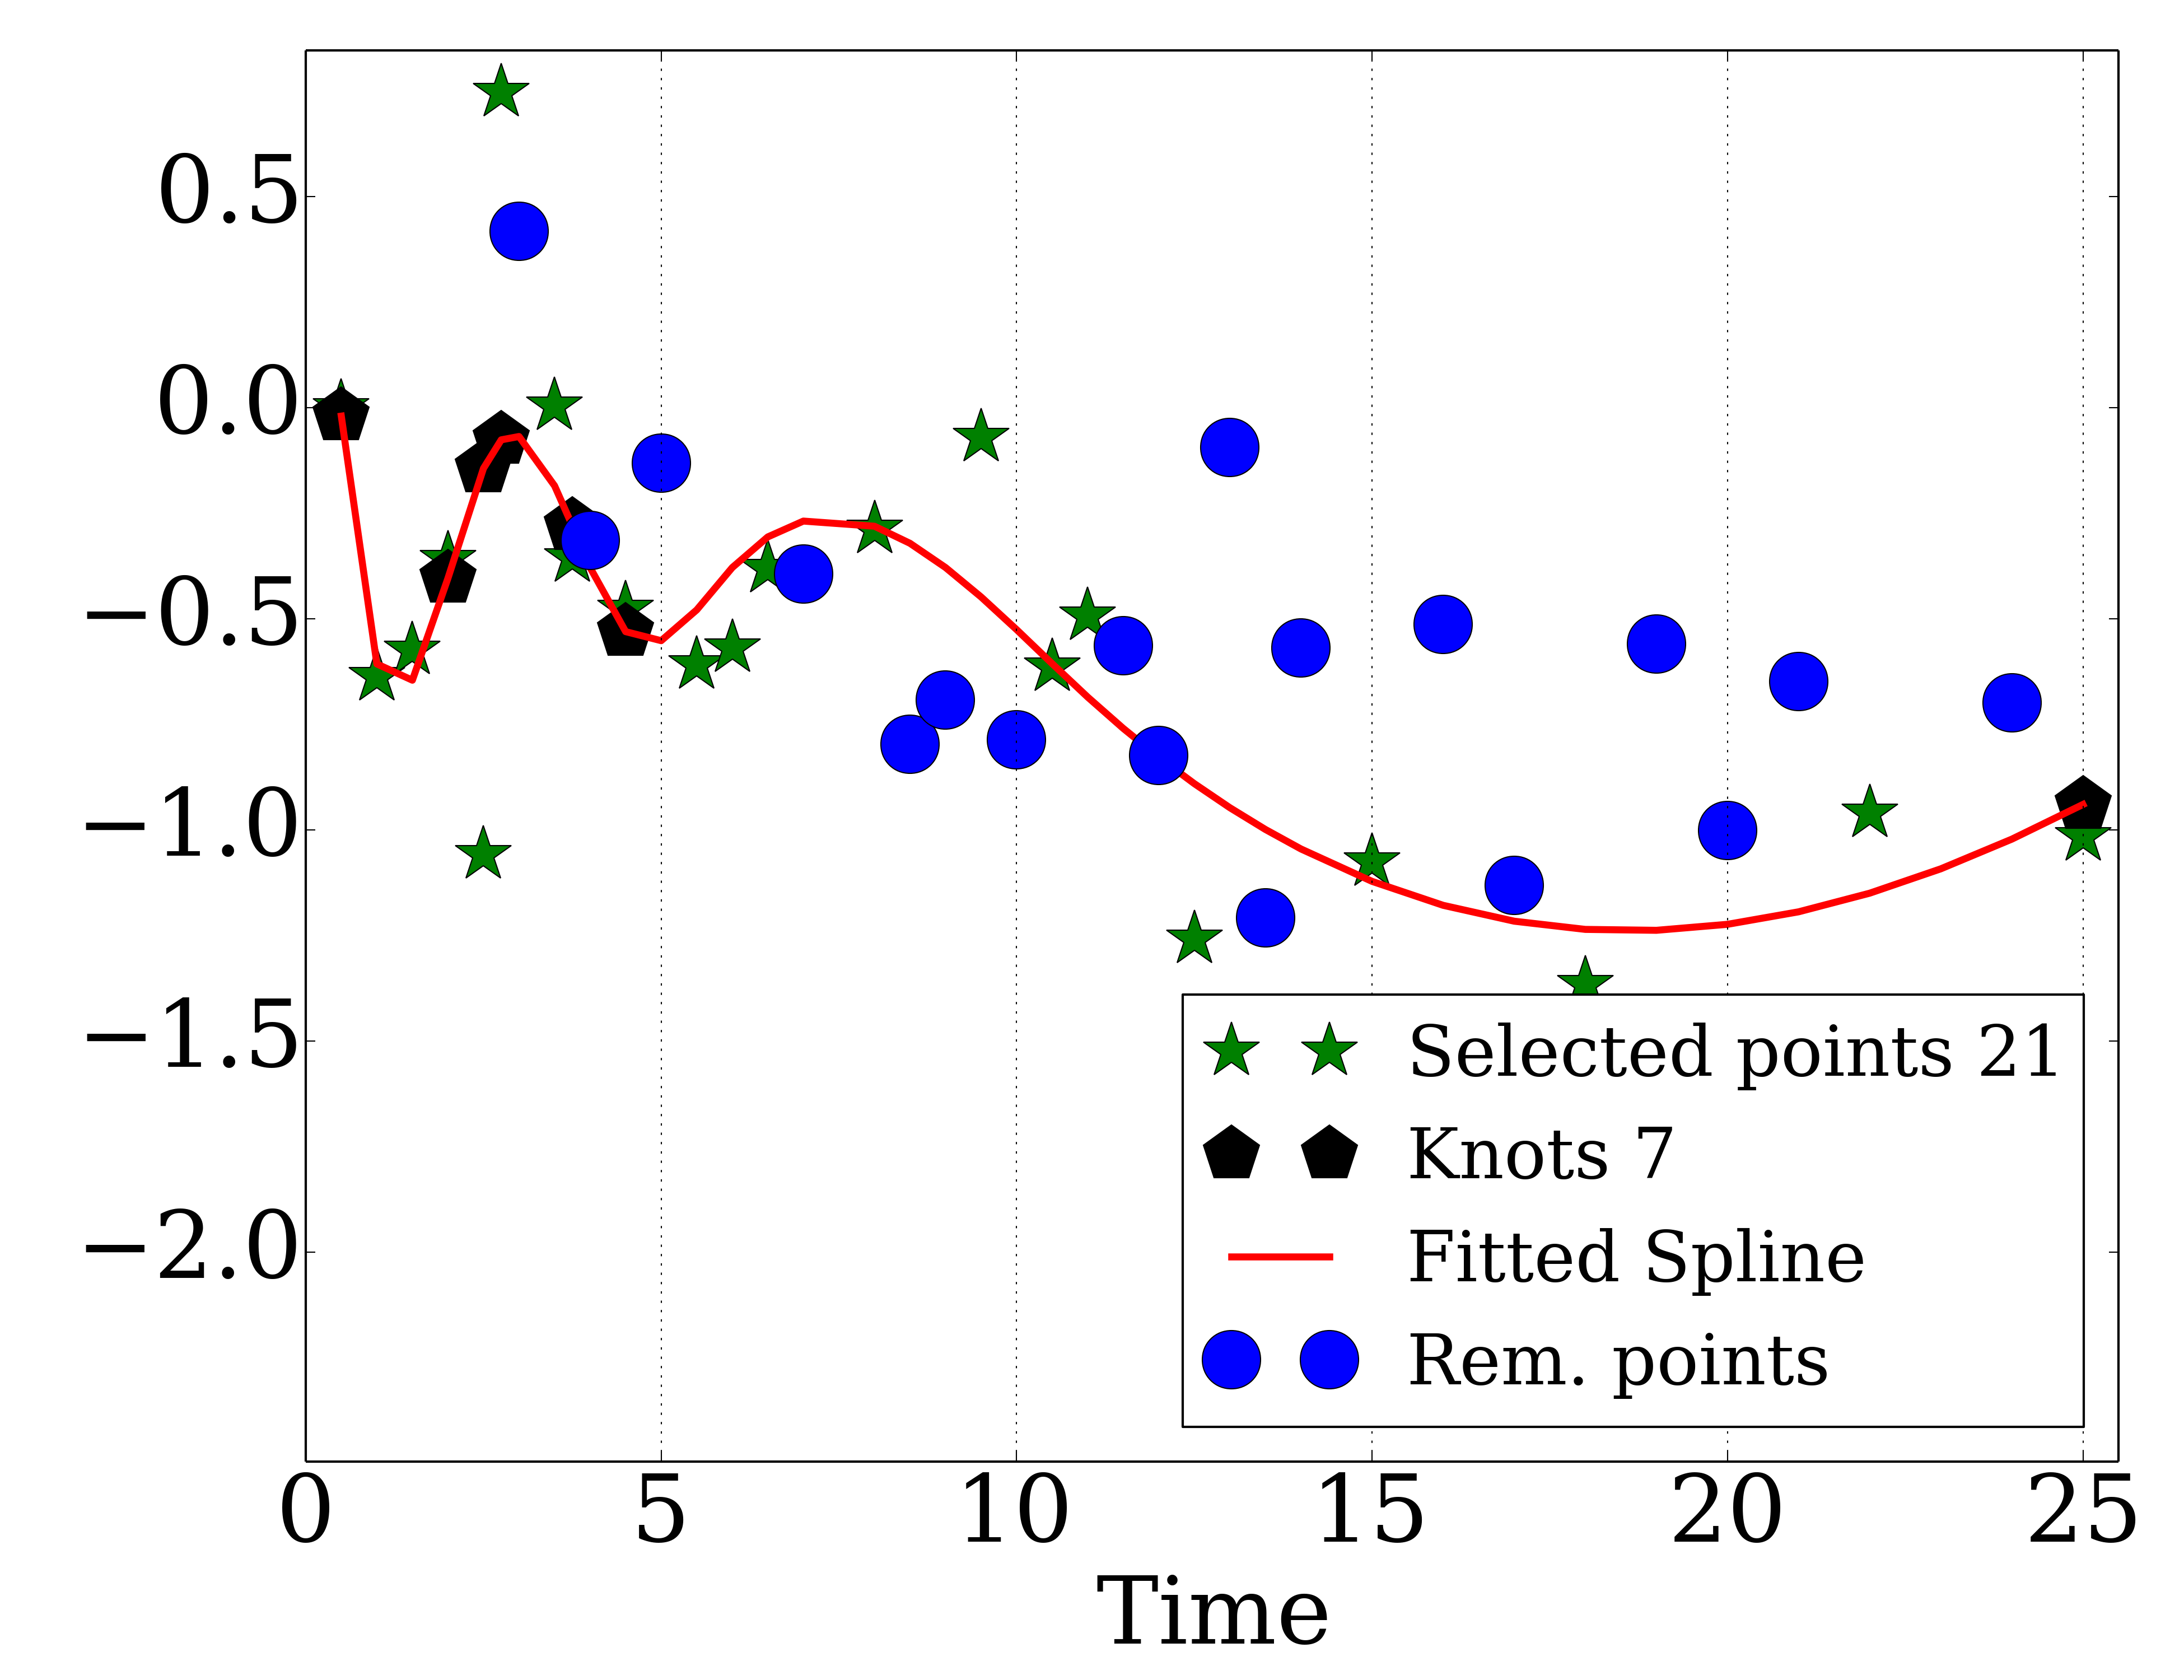 0.5
0.0
−0.5
−1.0
−1.5
−2.0
Selected points 21
Knots 7
Fitted Spline
Rem. points
0 5 10 15 20 25
Time